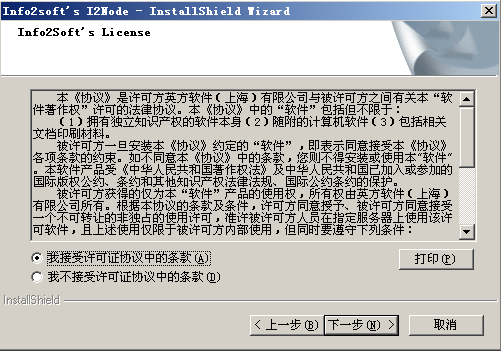 Info2Soft's I2Node - InstallShield Wizard
Info2Soft's License
本《协议》是许可方英方软件(上海)有限公司与被许可方之间有关本“软
件著作权”许可的法律协议。本《协议》中的“软件”包括但不限于:
(1)拥有独立知识产权的软件本身(2)随附的计算机软件(3)包括相关
文档印刷材料。
被许可方一旦安装本《协议》约定的“软件”,即表示同意接受本《协议》
各项条款的约束。如不同意本《协议》中的条款,您则不得安装或使用本“软件”
。本软件产品受《中华人民共和国著作权法》及中华人民共和国已加入或参加的
国际版权公约、条约和其他知识产权法律法规、国际公约条约的保护。
被许可方获得的仅为本“软件”产品的使用权,所有权由英方软件(上海)
有限公司所有。根据本协议的条款及条件,许可方同意授予、被许可方同意接受
一个不可转让的非独占的使用许可,准许被许可方人员在指定服务器上使用该许
可软件,且上述使用仅限于被许可方内部使用,但同时要遵守下列条件:
我接受许可证协议中的条款(A)
打印(P)
我不接受许可证协议中的条款(D)
InstallShield
< 上一步(B) 下一步(N) > 取消